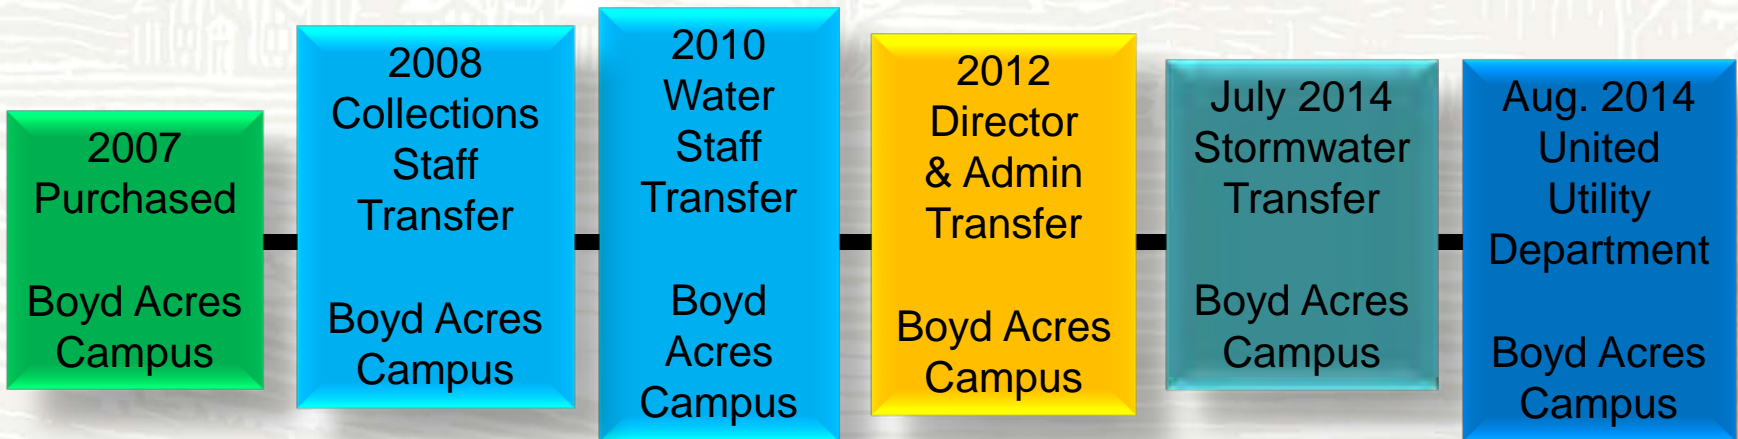 2007
Purchased
Boyd Acres
Campus
2008
Collections
Staff
Transfer
Boyd Acres
Campus
2010
Water
Staff
Transfer
Boyd
Acres
Campus
2012
Director
& Admin
Transfer
Boyd Acres
Campus
July 2014
Stormwater
Transfer
Boyd Acres
Campus
Aug. 2014
United
Utility
Department
Boyd Acres
Campus